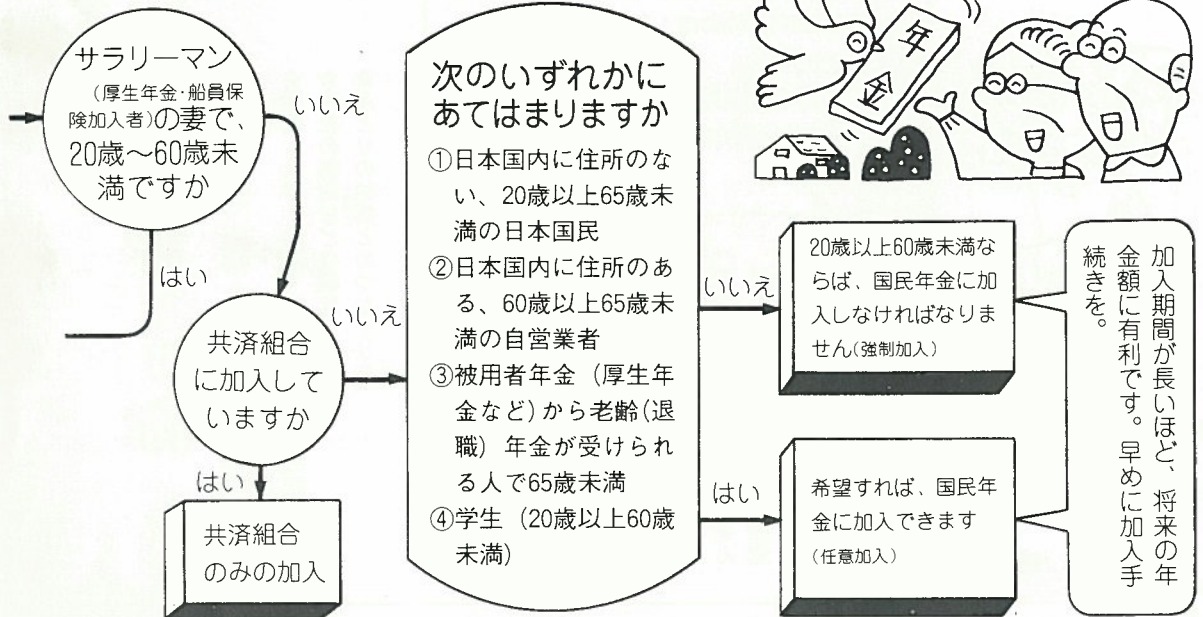 サラリーマン
(厚生年金・船員保
険加入者)の妻で、
20歳〜60歳未
満ですか
いいえ
はい
共済組合
に加入して
いますか
いいえ
はい
共済組合
のみの加入
次のいずれかに
あてはまりますか
①日本国内に住所のな
い、20歳以上65歳未
満の日本国民
②日本国内に住所のあ
る、60歳以上65歳未
満の自営業者
③被用者年金(厚生年
金など)から老齢(退
職)年金が受けられ
る人で65歳未満
④学生(20歳以上60歳
未満)
いいえ
はい
年金
20歳以上60歳未満な
らば、国民年金に加
入しなければなりま
せん(強制加入)
希望すれば、国民年
金に加入できます
(任意加入)
加入期間が長いほど、将来の年
金額に有利です。早めに加入手
続きを。